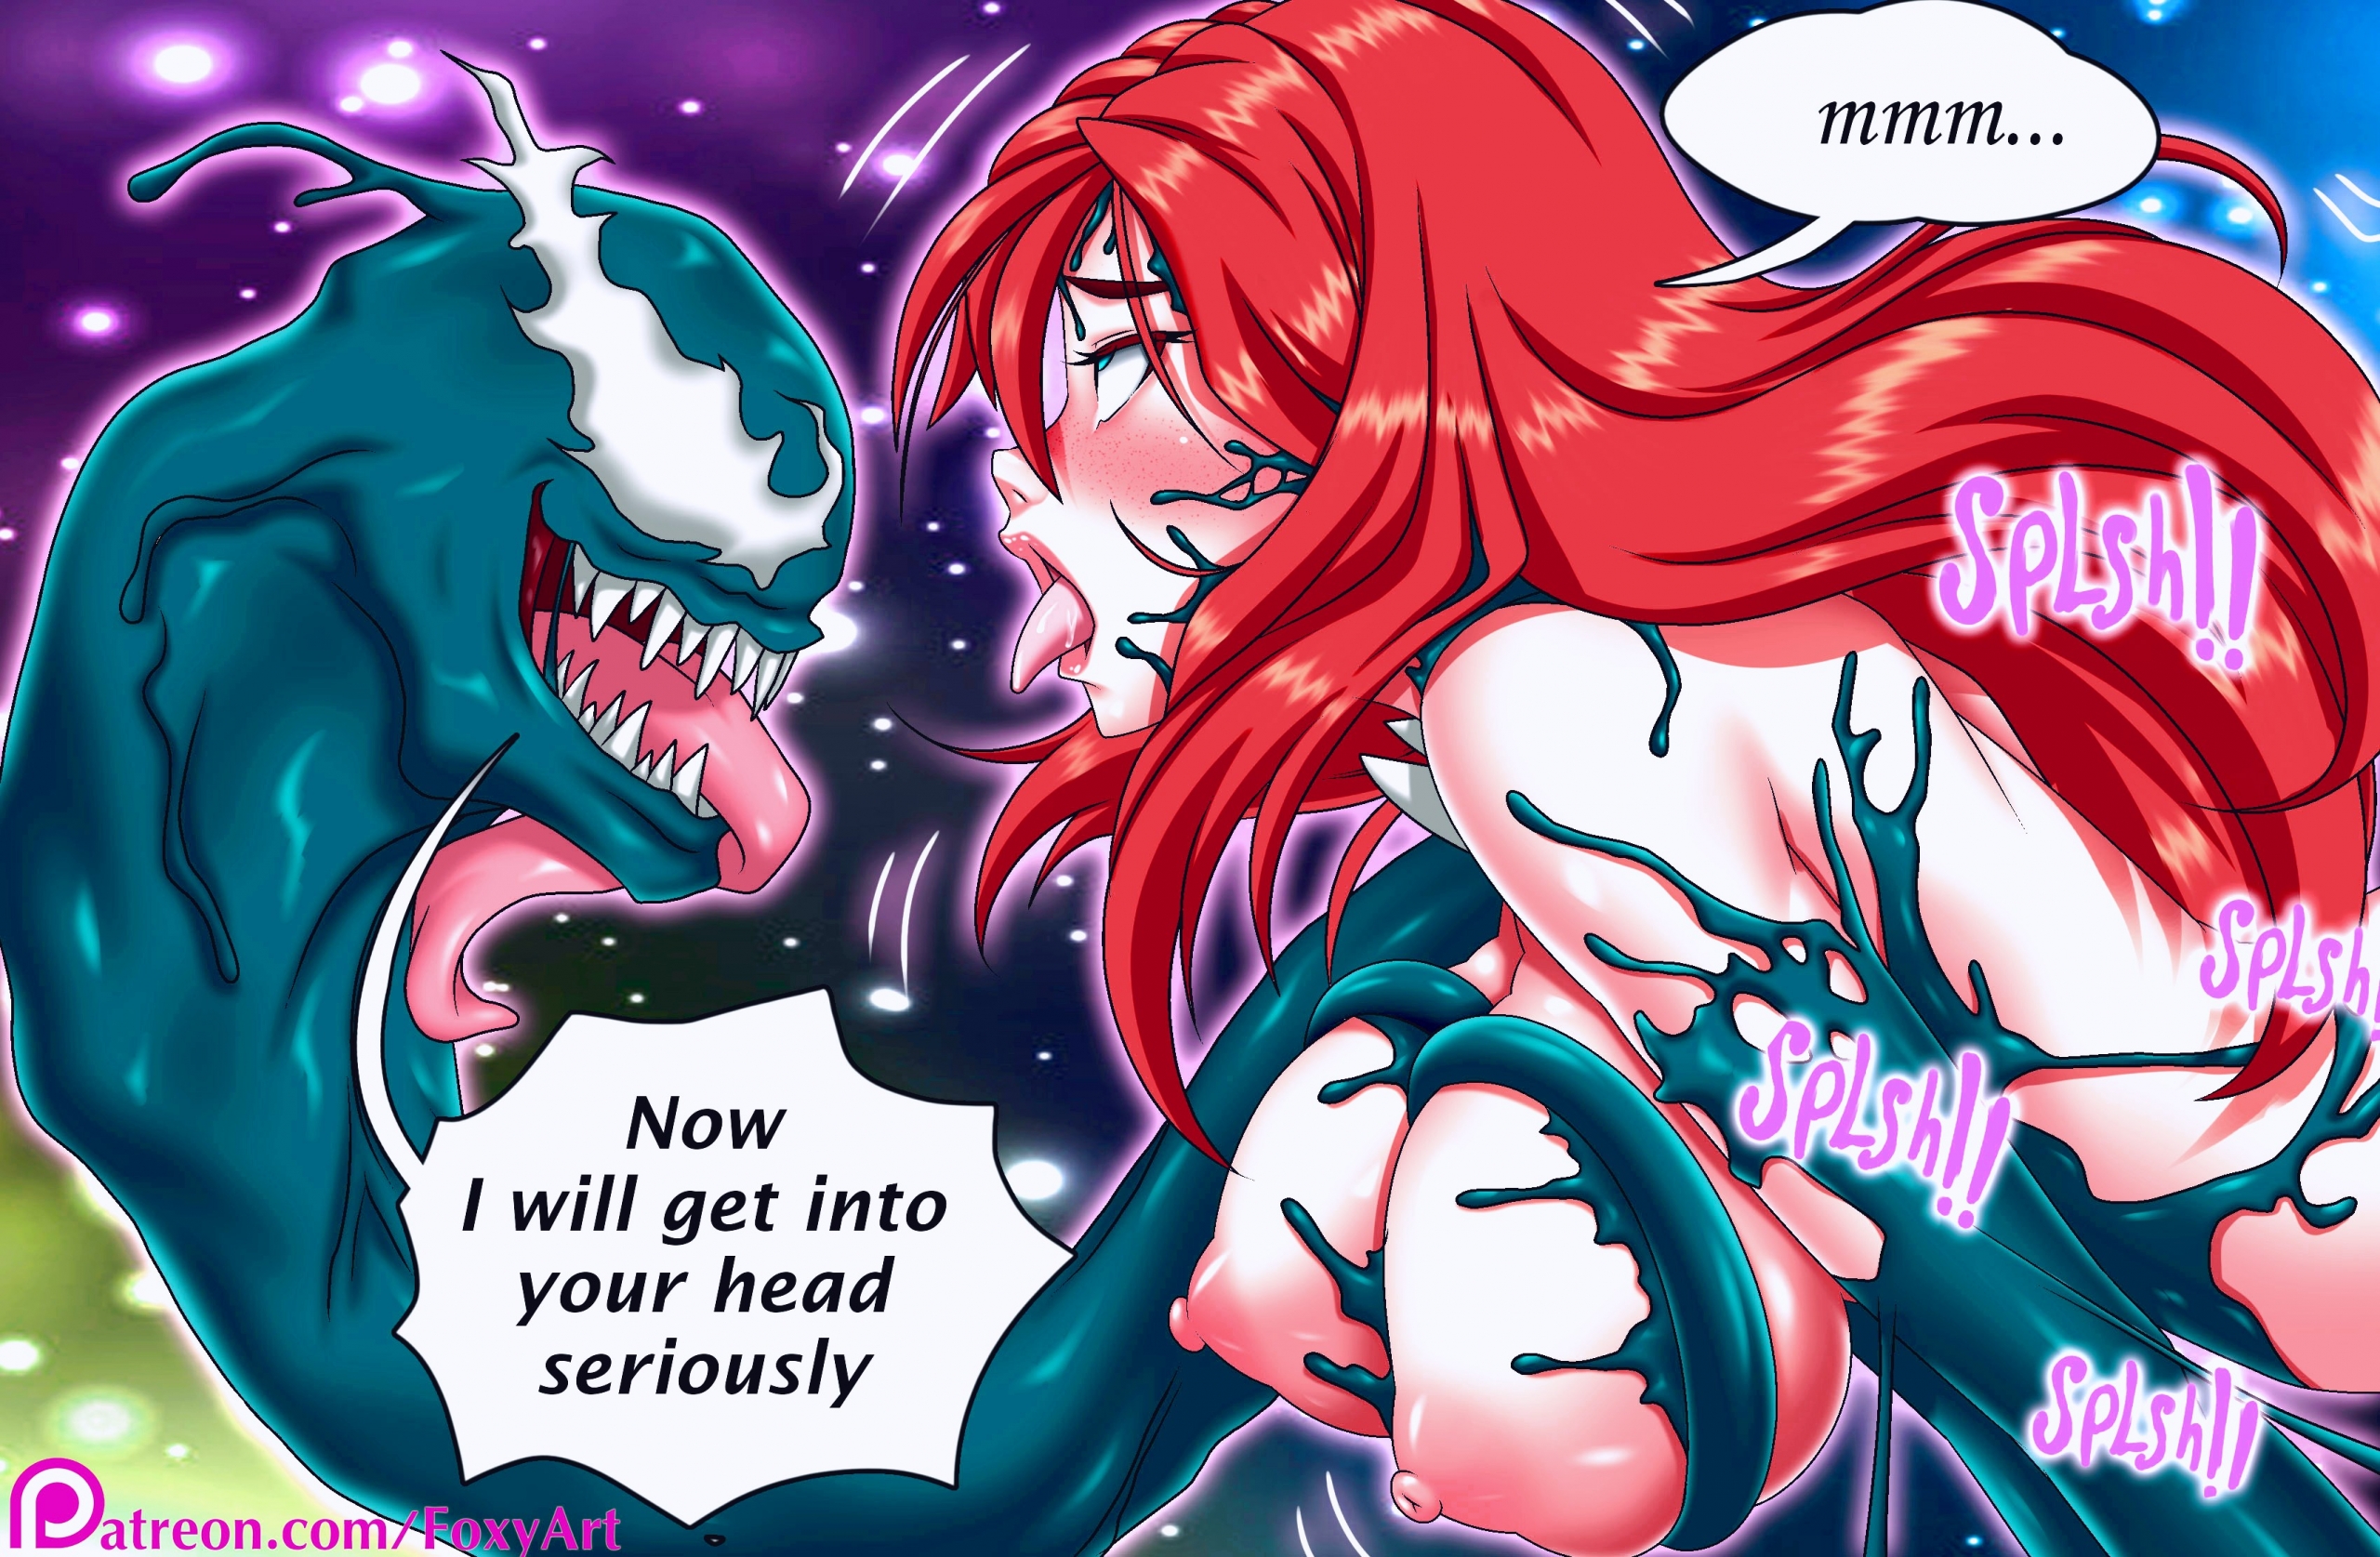 mmm...
SPLSh!!
SPLSh!
SPLSh!!
Now
I will get into
your head
seriously
SPLSh!!
Patreon.com/FoxyArt